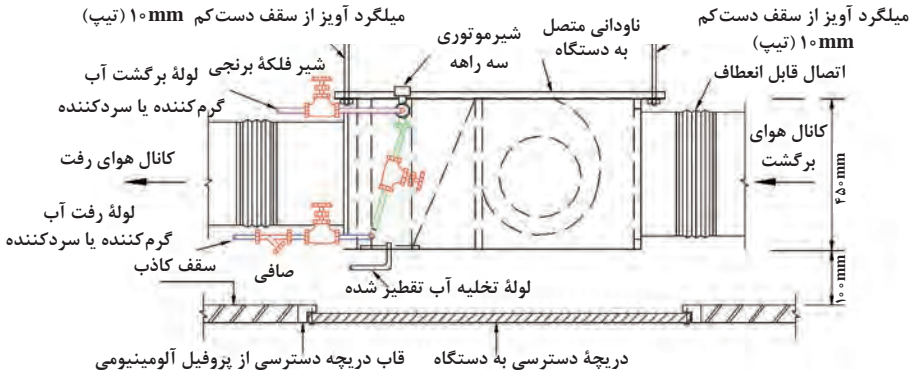 میلگرد آویز از سقف دست‌کم ۱۰mm (تیپ)
میلگرد آویز از سقف دست‌کم
۱۰mm (تیپ)
ناودانی متصل
به دستگاه
شیرموتوری
سه راهه
شیر فلکهٔ برنجی
اتصال قابل انعطاف
لولهٔ برگشت آب
گرم‌کننده یا سردکننده
کانال هوای
برگشت
کانال هوای رفت
۴۵۰mm
لولهٔ رفت آب
گرم‌کننده یا سردکننده
صافی
سقف کاذب
لولهٔ تخلیه آب تقطیر شده
۱۰۰mm
دریچهٔ دسترسی به دستگاه
قاب دریچه دسترسی از پروفیل آلومینیومی